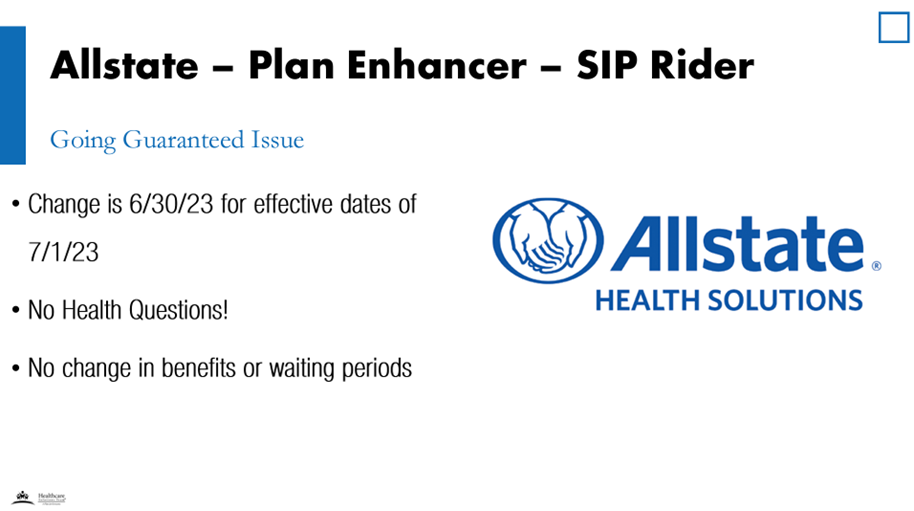 Allstate – Plan Enhancer – SIP Rider
Going Guaranteed Issue
• Change is 6/30/23 for effective dates of
7/1/23
• No Health Questions!
• No change in benefits or waiting periods
Allstate®
HEALTH SOLUTIONS
Healthcare